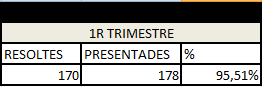 1R TRIMESTRE
RESOLTES PRESENTADES %
170 178 95,51%